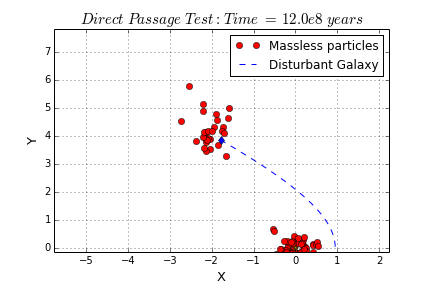 Direct Passage Test: Time = 12.0e8 years
Massless particles
Disturbant Galaxy
Y
7
6
5
4
3
2
1
0
−5 −4 −3 −2 −1 0 1 2
X